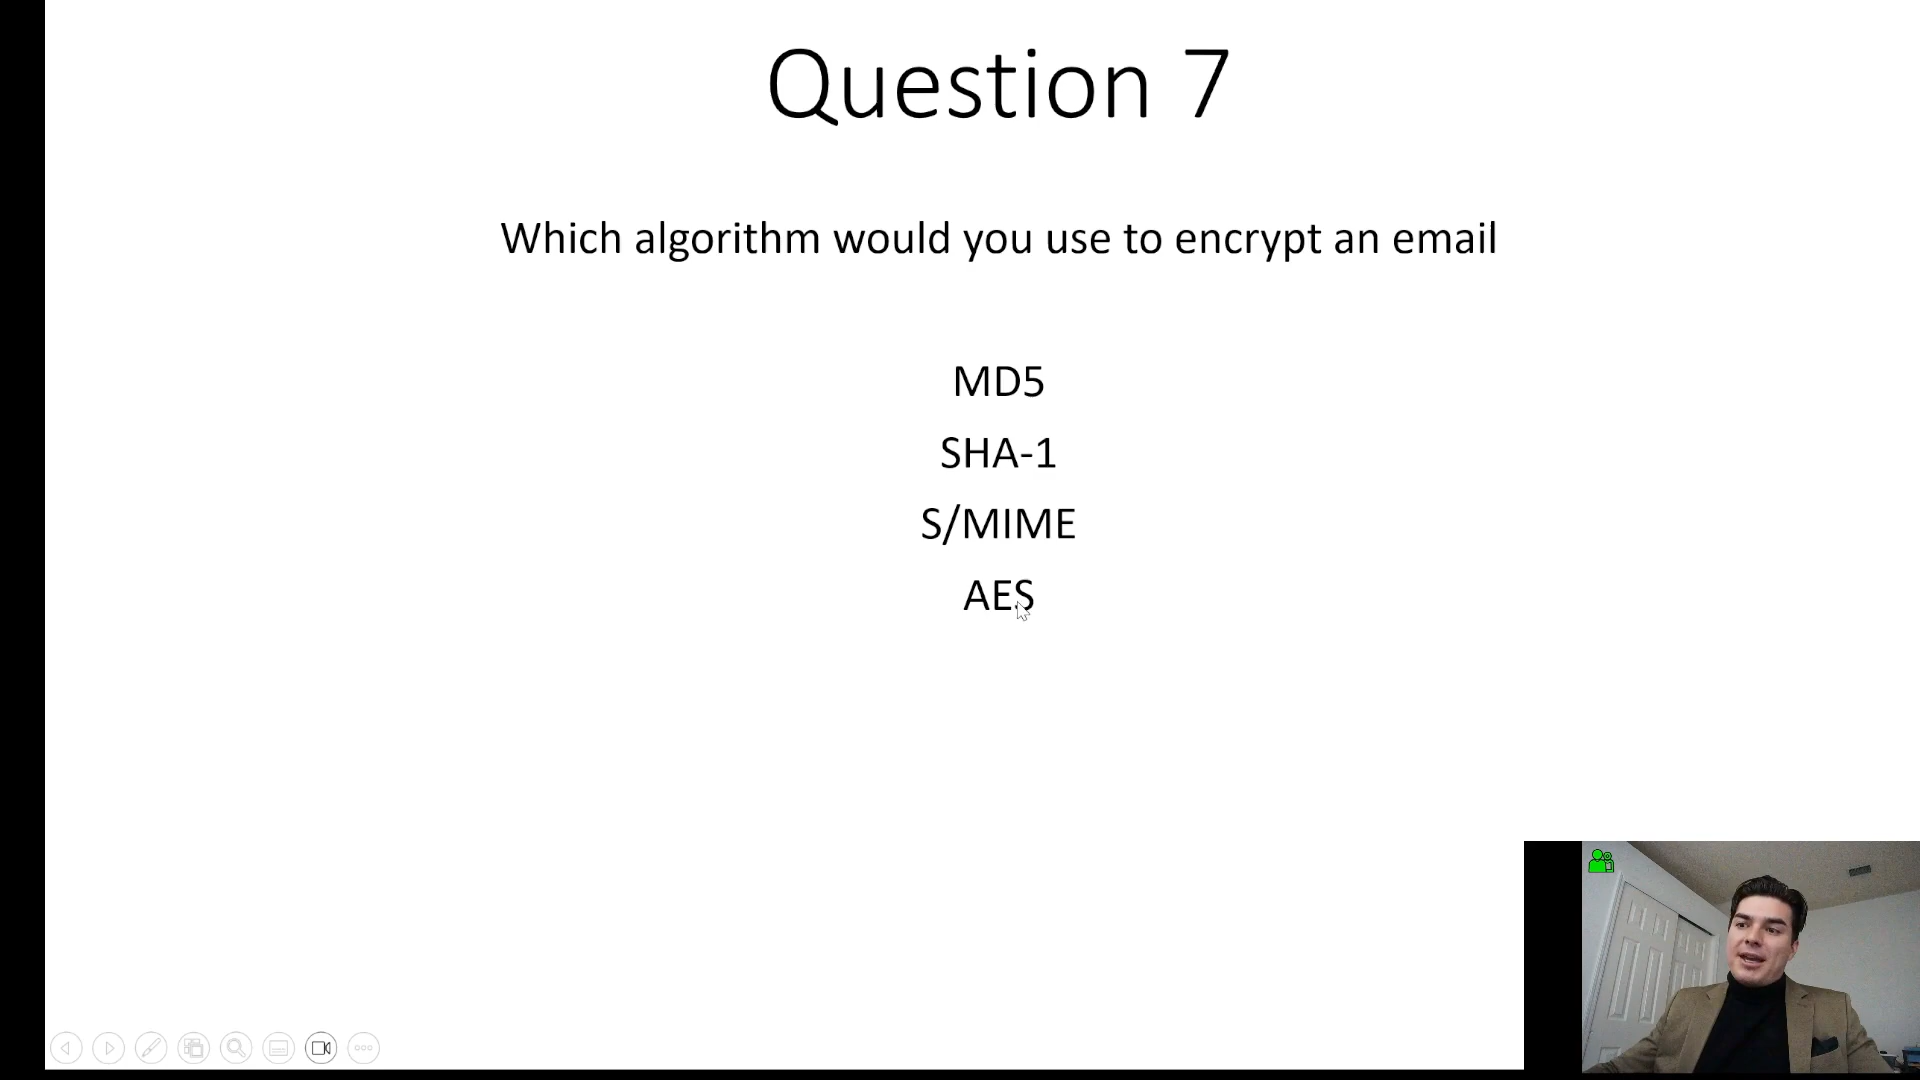 Question 7
Which algorithm would you use to encrypt an email
MD5
SHA-1
S/MIME
AES